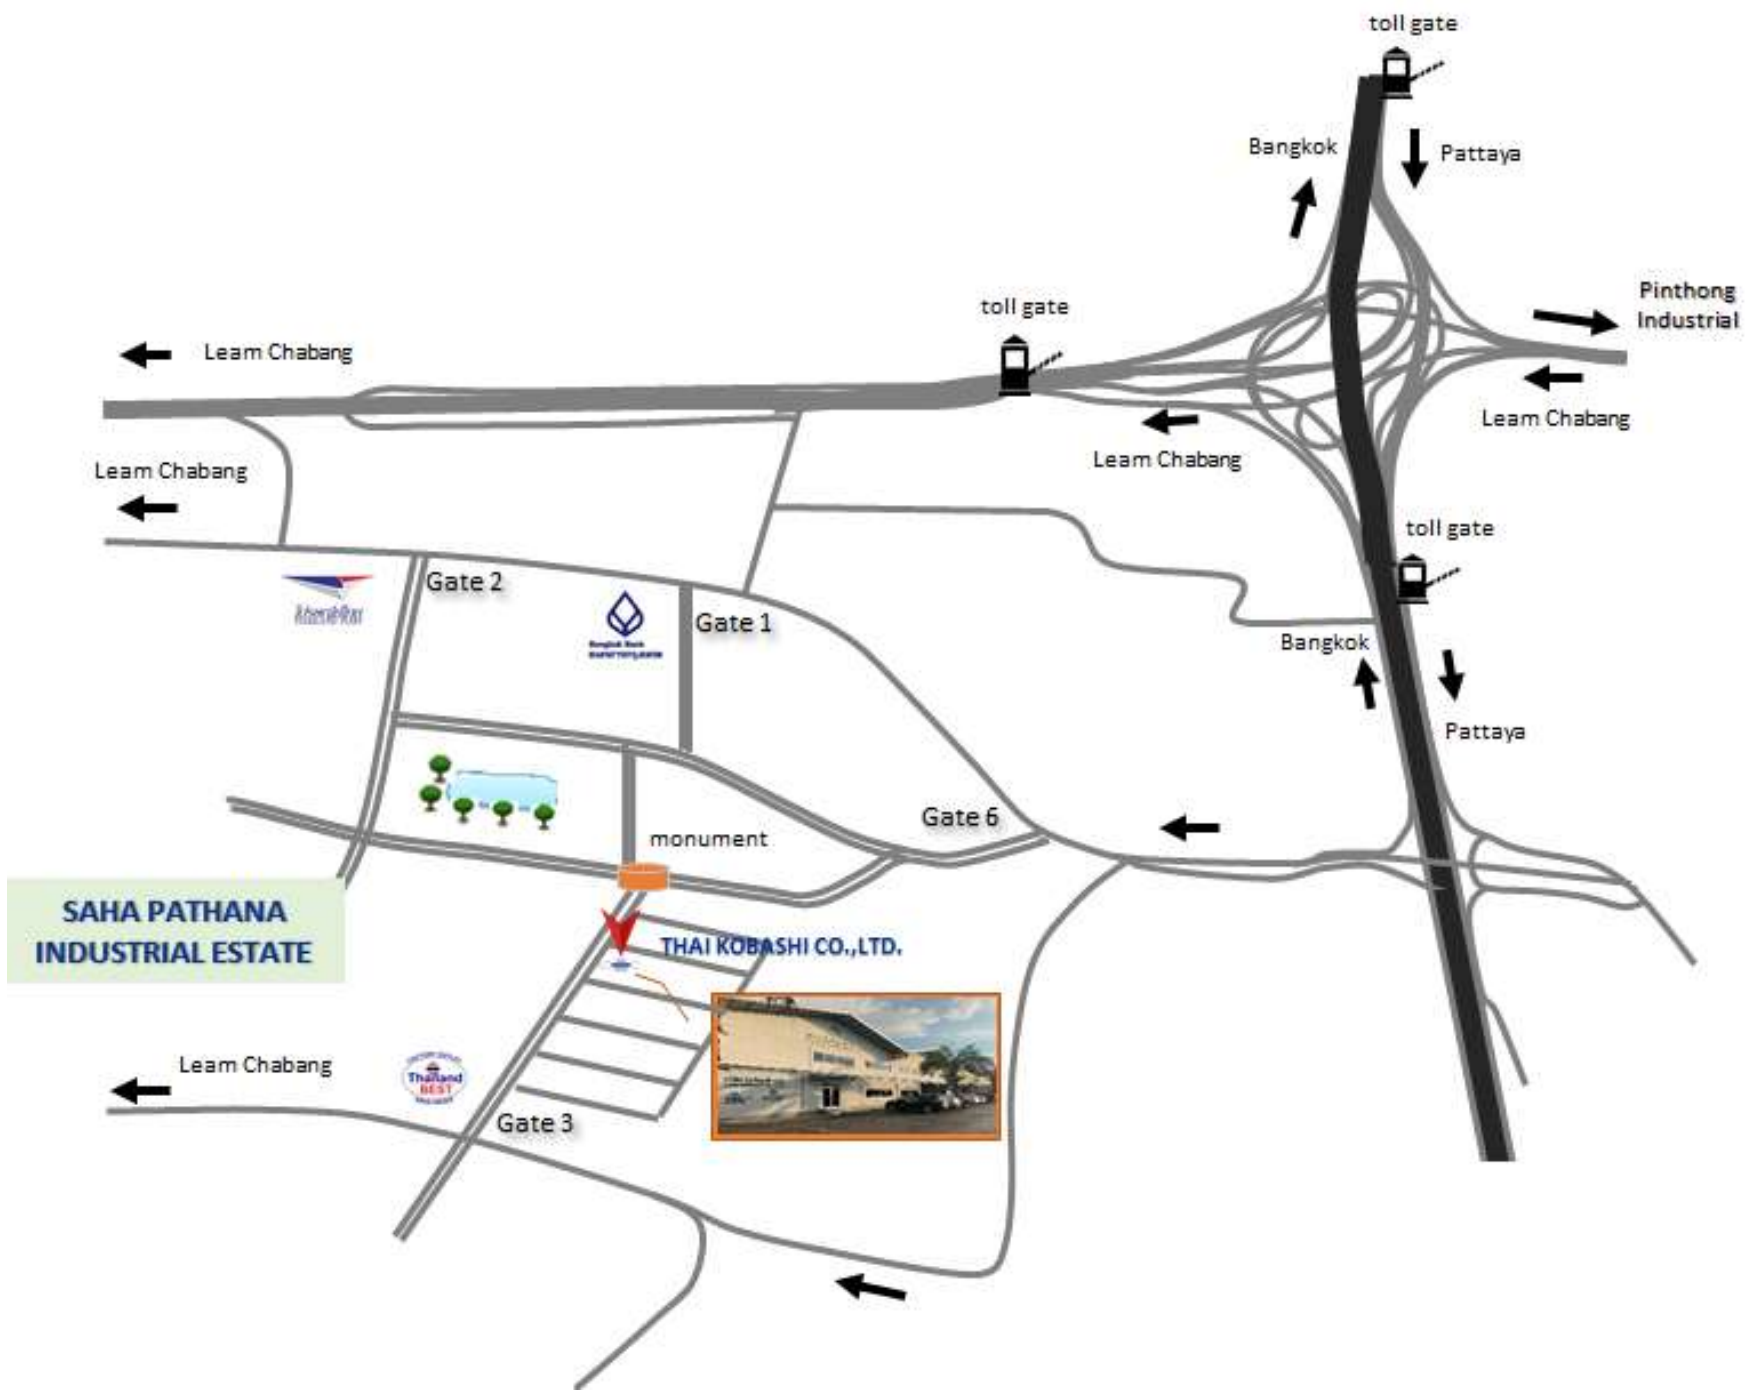 toll gate
Bangkok
Pattaya
Pinthong
Industrial
toll gate
Leam Chabang
Leam Chabang
Leam Chabang
Leam Chabang
toll gate
Gate 2
Gate 1
Bangkok Bank
Bangkok
Pattaya
Gate 6
monument
SAHA PATHANA
INDUSTRIAL ESTATE
THAI KOBASHI CO.,LTD.
Leam Chabang
Thailand
BEST
Gate 3